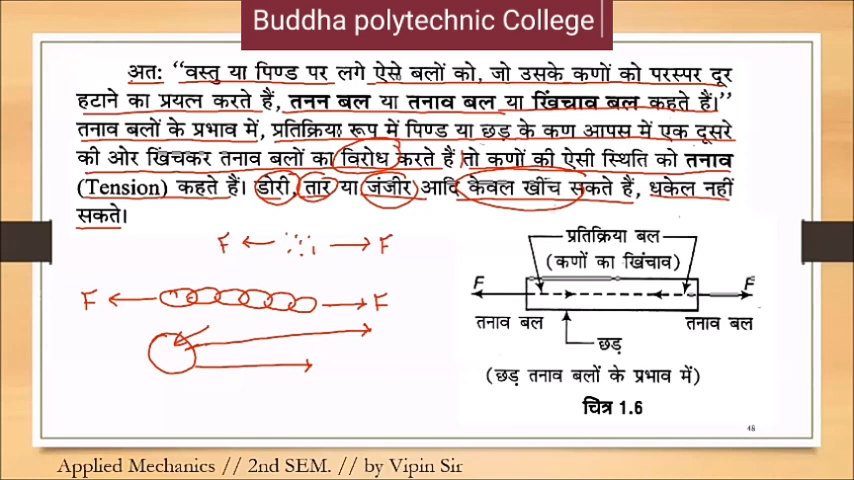 Buddha polytechnic College
अतः “वस्तु या पिण्ड पर लगे ऐसे बलों को, जो उसके कणों को परस्पर दूर
हटाने का प्रयत्न करते हैं, तनन बल या तनाव बल या खिंचाव बल कहते हैं।”
तनाव बलों के प्रभाव में, प्रतिक्रिया रूप में पिण्ड या छड़ के कण आपस में एक दूसरे
की ओर खिंचकर तनाव बलों का विरोध करते हैं तो कणों की ऐसी स्थिति को तनाव
(Tension) कहते हैं। डोरी, तार या जंजीर आदि केवल खींच सकते हैं, धकेल नहीं
सकते।
F F
F F
प्रतिक्रिया बल
(कणों का खिंचाव)
F F
तनाव बल तनाव बल
छड़
(छड़ तनाव बलों के प्रभाव में)
चित्र 1.6
48
Applied Mechanics // 2nd SEM. // by Vipin Sir